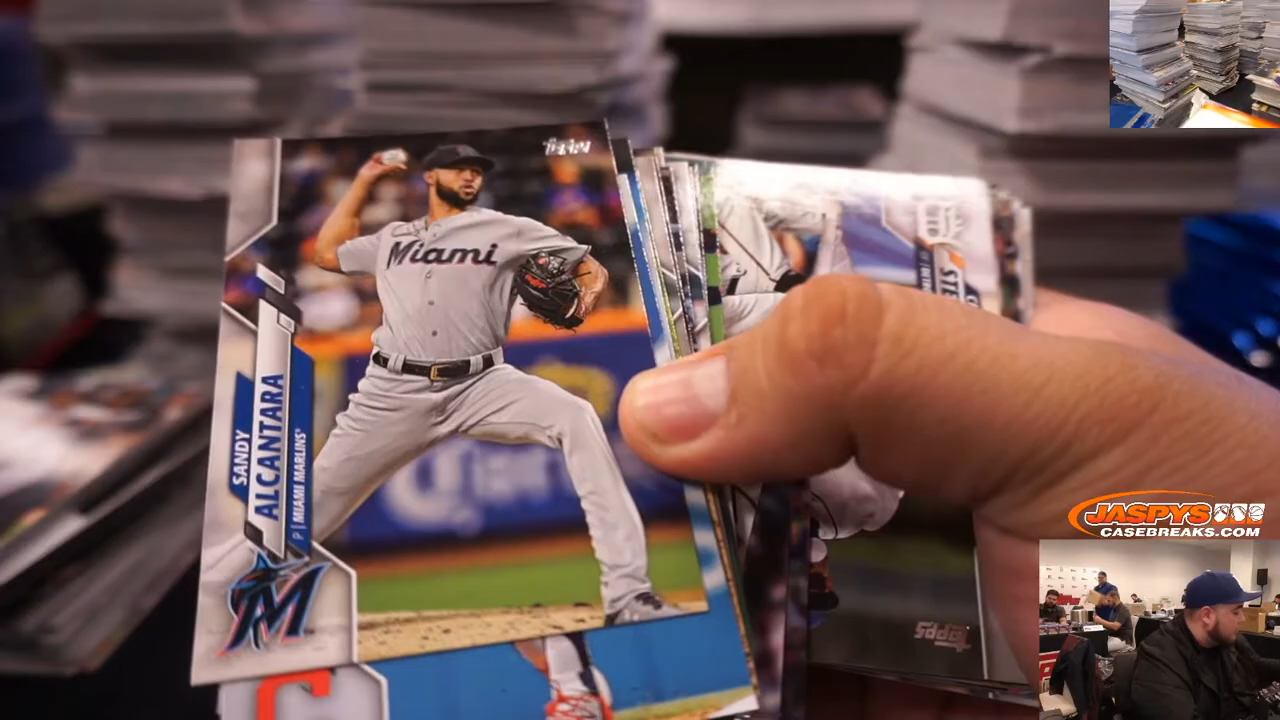 Topps
Miami
SANDY
ALCANTARA
P | MIAMI MARLINS
M
C
Topps
JASPYS
CASEBREAKS.COM